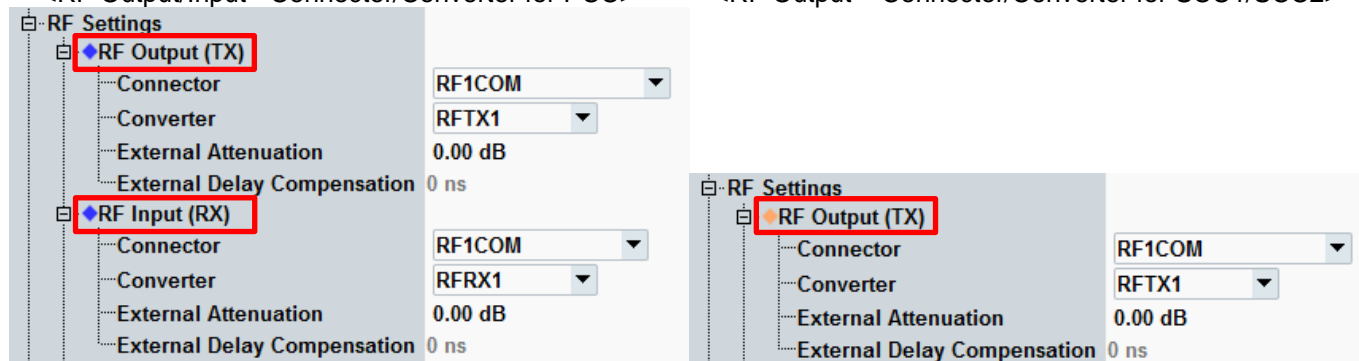 RF Settings
RF Output (TX)
Connector RF1COM
Converter RFTX1
External Attenuation 0.00 dB
External Delay Compensation 0 ns
RF Input (RX)
Connector RF1COM
Converter RFRX1
External Attenuation 0.00 dB
External Delay Compensation 0 ns
RF Settings
RF Output (TX)
Connector RF1COM
Converter RFTX1
External Attenuation 0.00 dB
External Delay Compensation 0 ns